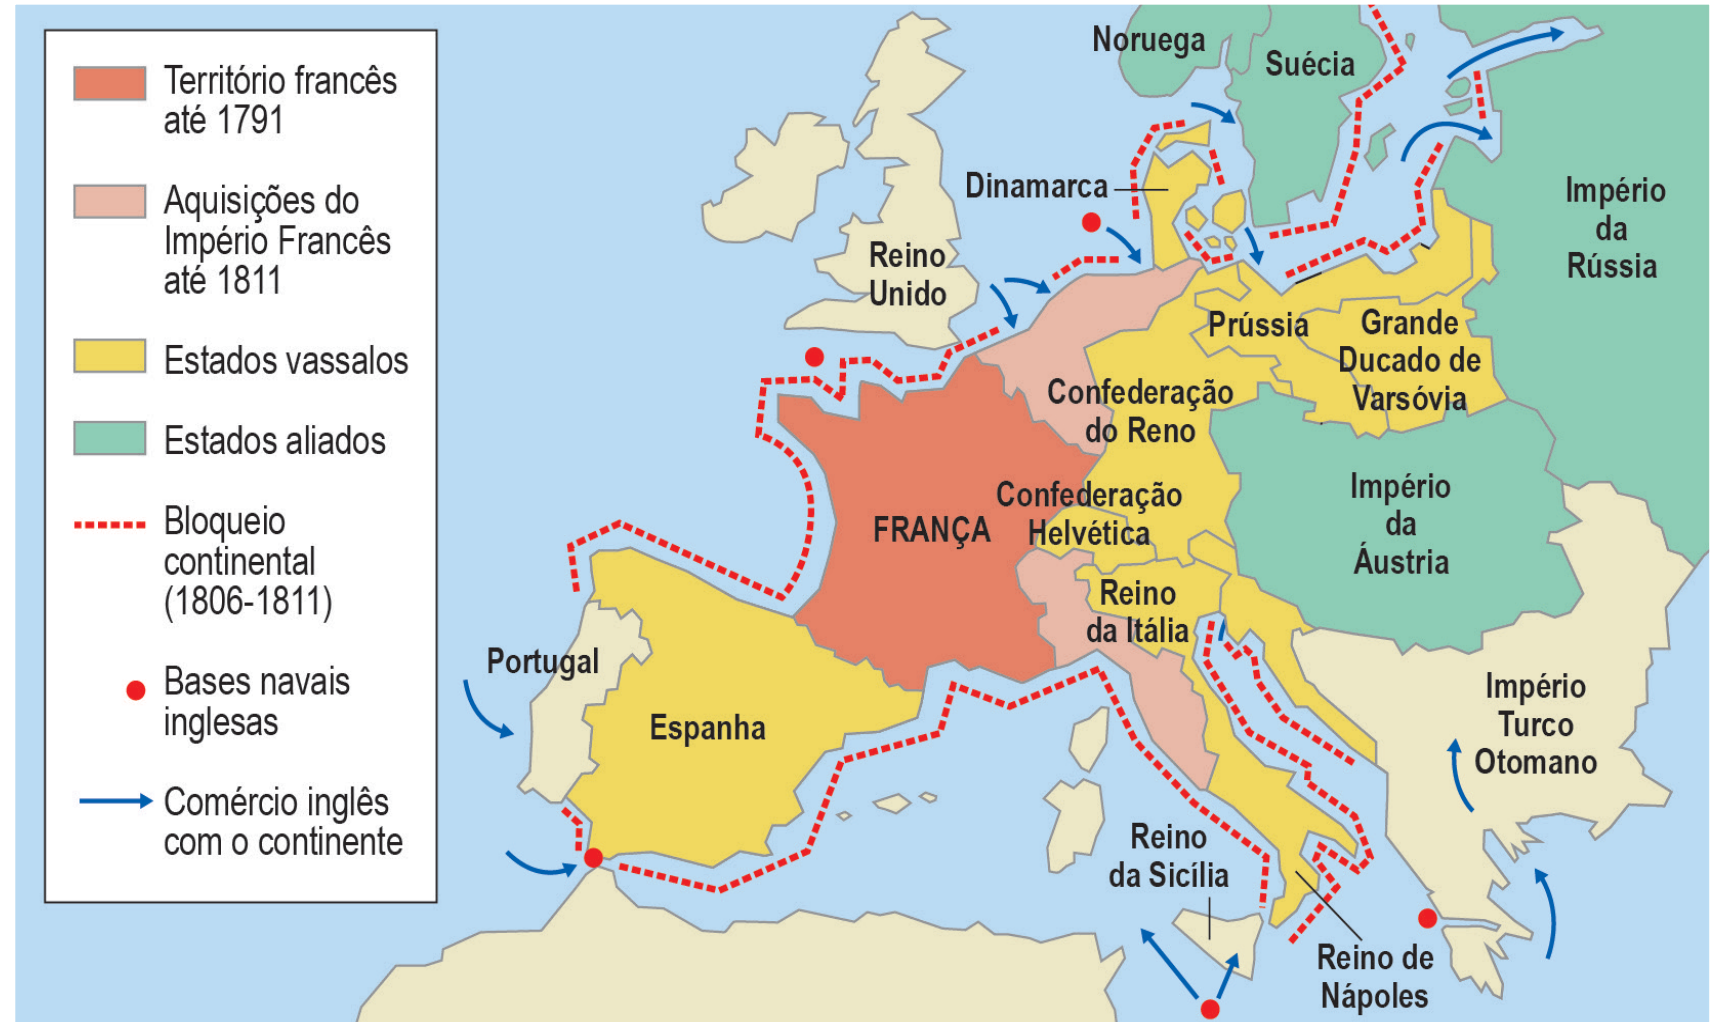 Território francês
até 1791
Aquisições do
Império Francês
até 1811
Estados vassalos
Estados aliados
Bloqueio
continental
(1806-1811)
Bases navais
inglesas
Comércio inglês
com o continente
Noruega
Suécia
Dinamarca
Império
da
Rússia
Reino
Unido
Prússia
Grande
Ducado de
Varsóvia
Confederação
do Reno
Confederação
Helvética
FRANÇA
Império
da
Áustria
Reino
da Itália
Portugal
Espanha
Império
Turco
Otomano
Reino
da Sicília
Reino de
Nápoles